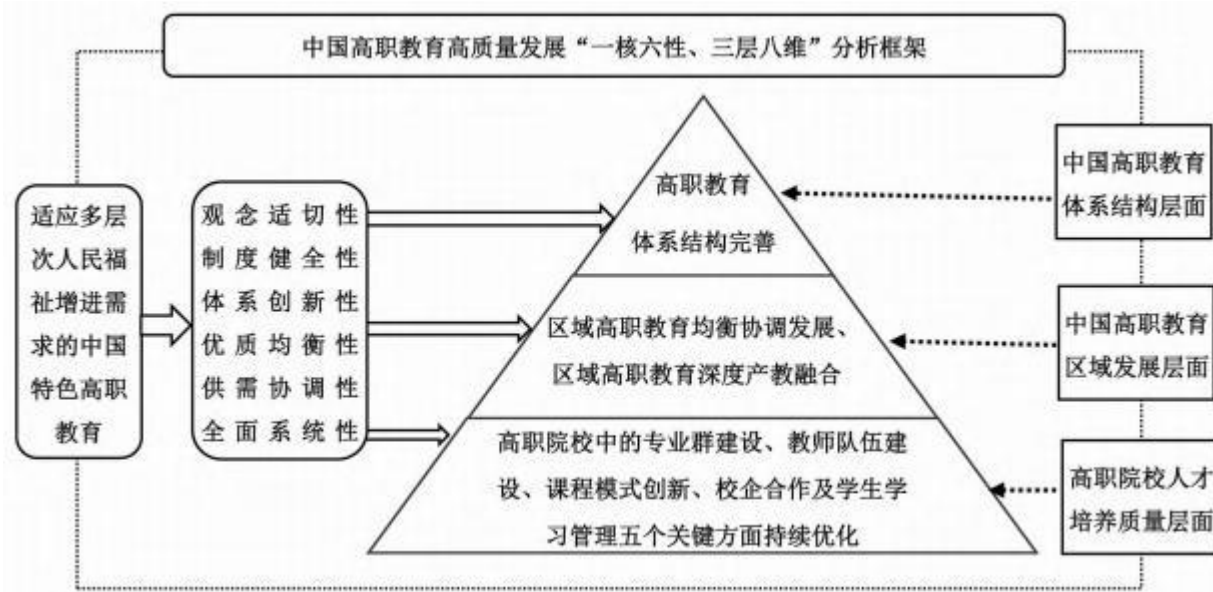 中国高职教育高质量发展“一核六性、三层八维”分析框架
适应多层
次人民福
祉增进需
求的中国
特色高职
教育
观念适切性
制度健全性
体系创新性
优质均衡性
供需协调性
全面系统性
高职教育
体系结构完善
区域高职教育均衡协调发展、
区域高职教育深度产教融合
高职院校中的专业群建设、教师队伍建
设、课程模式创新、校企合作及学生学
习管理五个关键方面持续优化
中国高职教育
体系结构层面
中国高职教育
区域发展层面
高职院校人才
培养质量层面